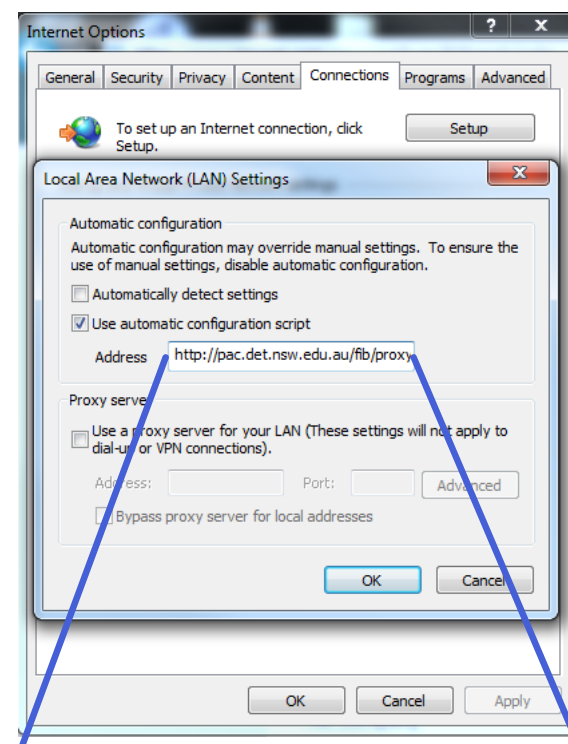 Internet Options
? X
General Security Privacy Content Connections Programs Advanced
To set up an Internet connection, click
Setup.
Setup
Local Area Network (LAN) Settings
X
Automatic configuration
Automatic configuration may override manual settings. To ensure the
use of manual settings, disable automatic configuration.
Automatically detect settings
Use automatic configuration script
Address http://pac.det.nsw.edu.au/fib/proxy
Proxy server
Use a proxy server for your LAN (These settings will not apply to
dial-up or VPN connections).
Address: Port: Advanced
Bypass proxy server for local addresses
OK Cancel
OK Cancel Apply